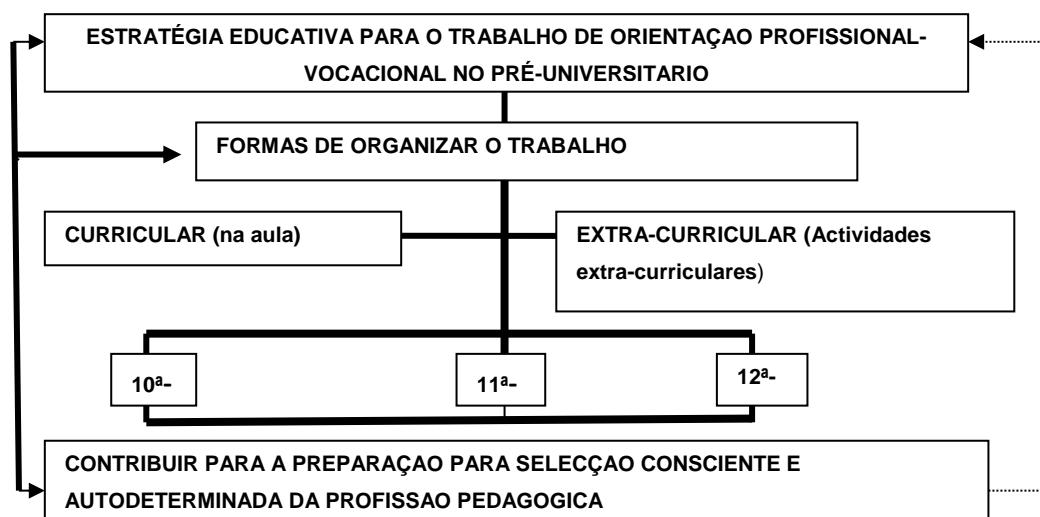 ESTRATÉGIA EDUCATIVA PARA O TRABALHO DE ORIENTAÇAO PROFISSIONAL-
VOCACIONAL NO PRÉ-UNIVERSITARIO
FORMAS DE ORGANIZAR O TRABALHO
CURRICULAR (na aula)
EXTRA-CURRICULAR (Actividades
extra-curriculares)
10ª-
11ª-
12ª-
CONTRIBUIR PARA A PREPARAÇAO PARA SELECÇAO CONSCIENTE E
AUTODETERMINADA DA PROFISSAO PEDAGOGICA